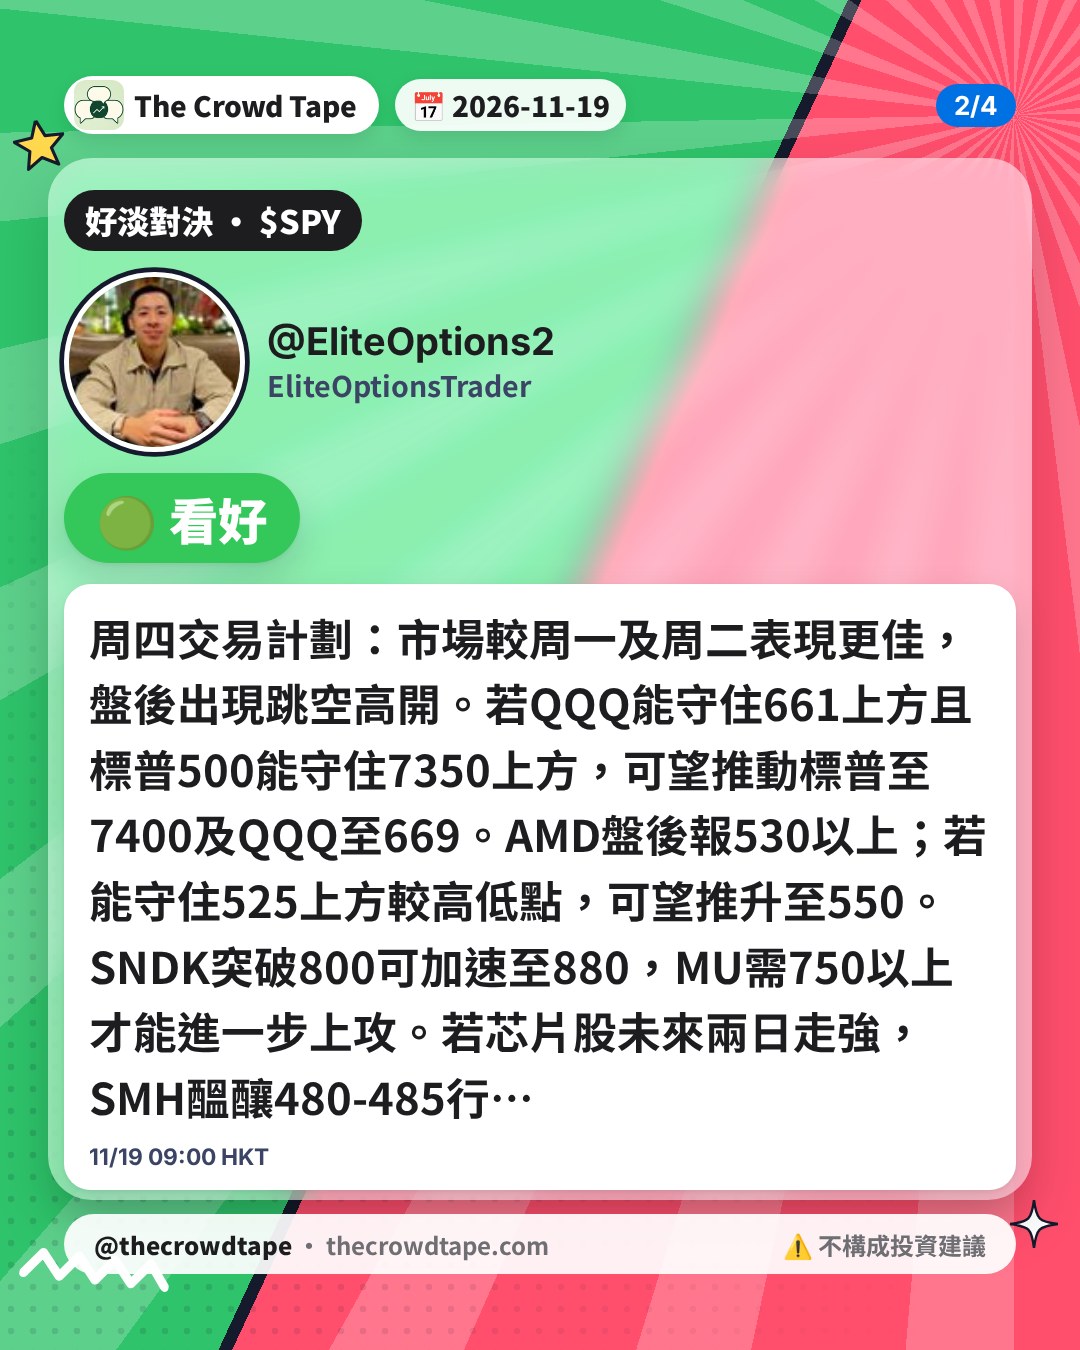 The Crowd Tape
July 17 2026-11-19
2/4
好淡對決 · $SPY
@EliteOptions2
EliteOptionsTrader
看好
周四交易計劃：市場較周一及周二表現更佳，
盤後出現跳空高開。若QQQ能守住661上方且
標普500能守住7350上方，可望推動標普至
7400及QQQ至669。AMD盤後報530以上；若
能守住525上方較高低點，可望推升至550。
SNDK突破800可加速至880，MU需750以上
才能進一步上攻。若芯片股未來兩日走強，
SMH醞釀480-485行…
11/19 09:00 HKT
@thecrowdtape · thecrowdtape.com
⚠️ 不構成投資建議